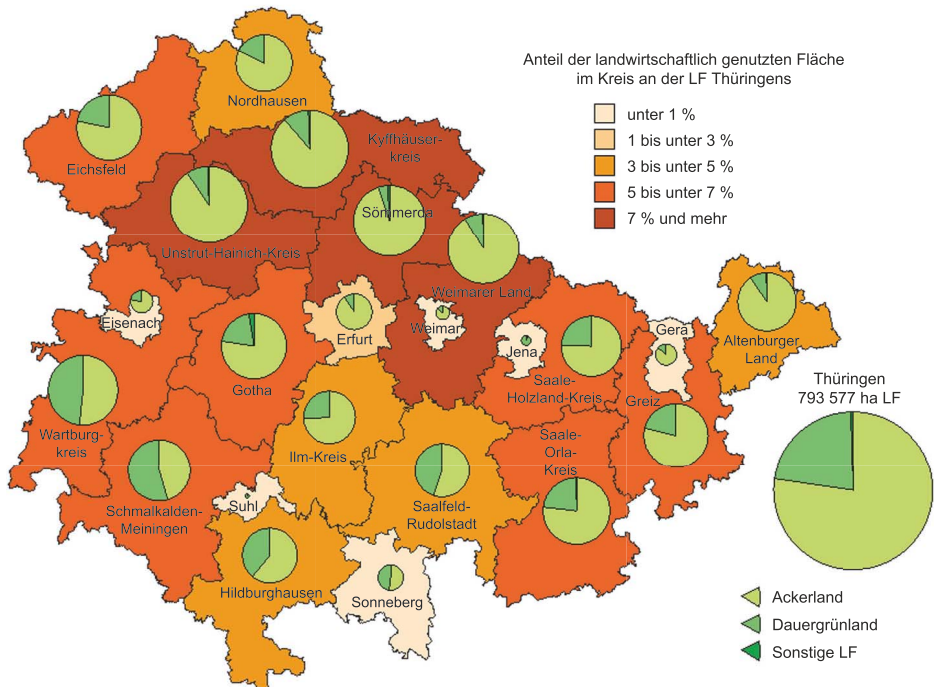 Anteil der landwirtschaftlich genutzten Fläche
im Kreis an der LF Thüringens
unter 1 %
1 bis unter 3 %
3 bis unter 5 %
5 bis unter 7 %
7 % und mehr
Nordhausen
Eichsfeld
Kyffhäuser-
kreis
Sömmerda
Unstrut-Hainich-Kreis
Weimarer Land
Eisenach
Erfurt
Weimar
Jena
Gera
Altenburger
Land
Gotha
Saale-
Holzland-Kreis
Greiz
Wartburg-
kreis
Ilm-Kreis
Saale-
Orla-
Kreis
Schmalkalden-
Meiningen
Suhl
Saalfeld-
Rudolstadt
Hildburghausen
Sonneberg
Thüringen
793 577 ha LF
Ackerland
Dauergrünland
Sonstige LF